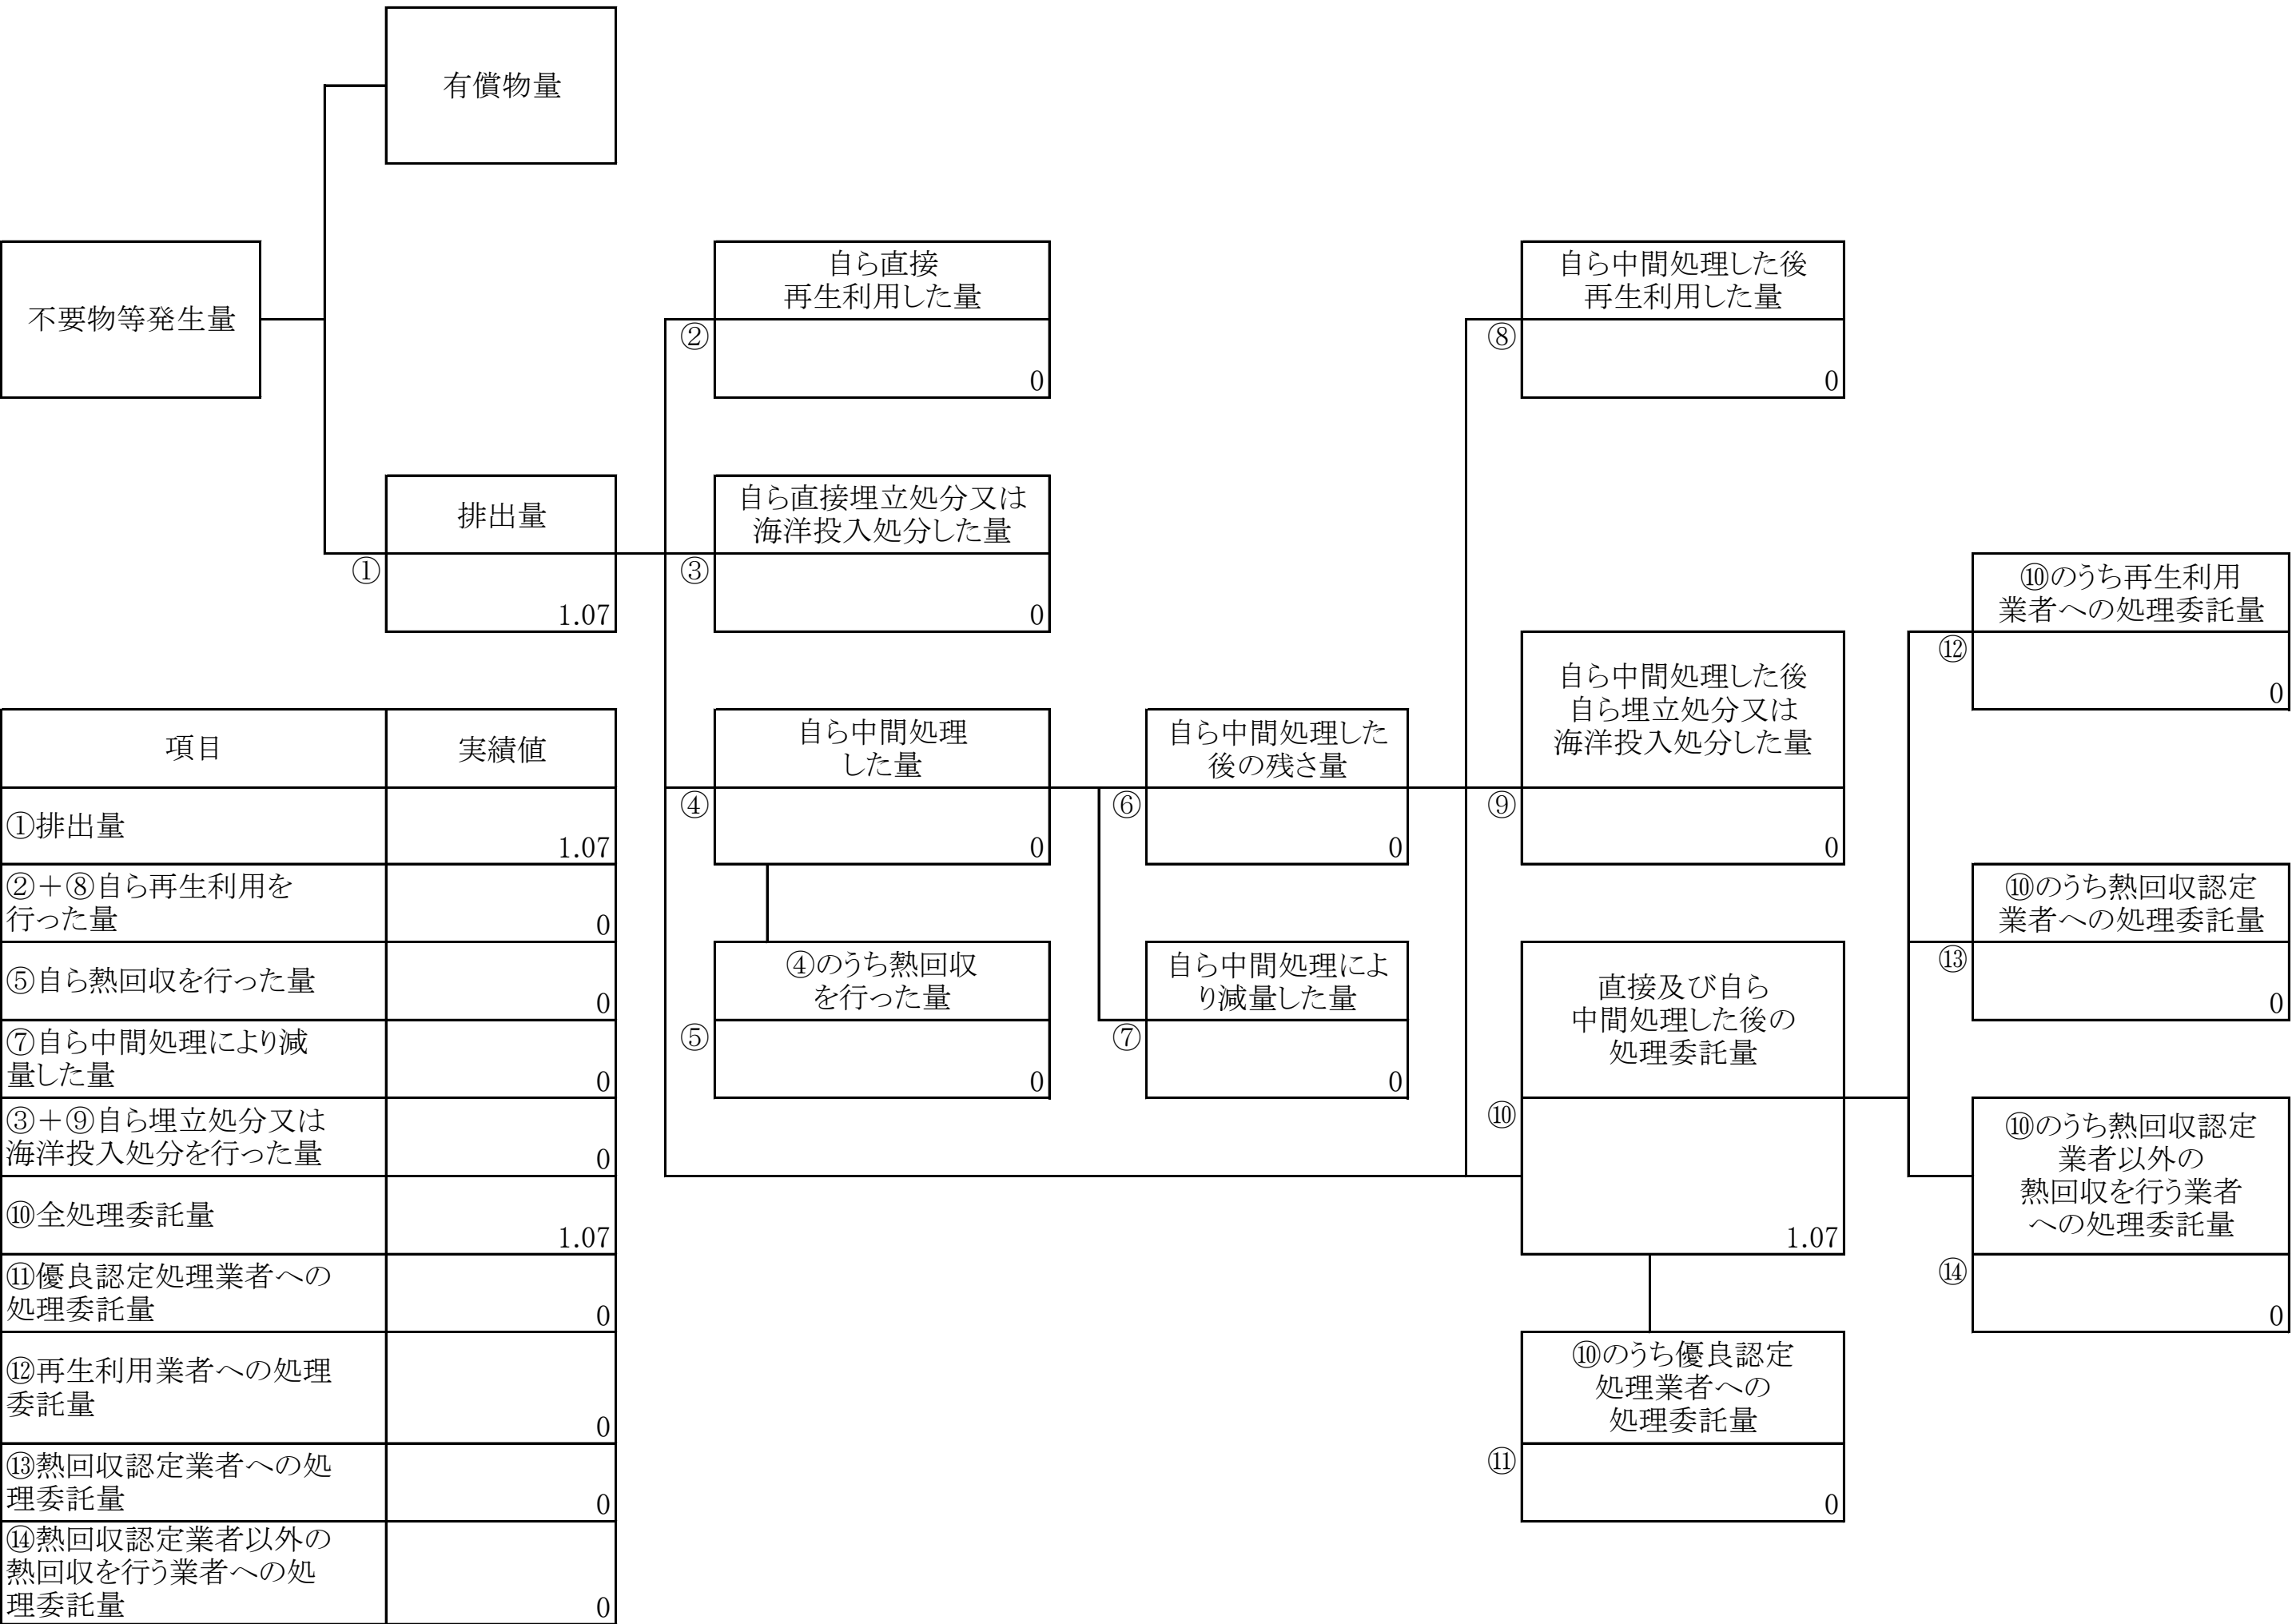 有償物量
不要物等発生量
自ら直接
再生利用した量
②
0
自ら中間処理した後
再生利用した量
⑧
0
排出量
①
1.07
自ら直接埋立処分又は
海洋投入処分した量
③
0
⑩のうち再生利用
業者への処理委託量
⑫
0
自ら中間処理
した量
④
0
自ら中間処理した
後の残さ量
⑥
0
自ら中間処理した後
自ら埋立処分又は
海洋投入処分した量
⑨
0
⑩のうち熱回収認定
業者への処理委託量
⑬
0
④のうち熱回収
を行った量
⑤
0
自ら中間処理によ
り減量した量
⑦
0
直接及び自ら
中間処理した後の
処理委託量
⑩
1.07
⑩のうち熱回収認定
業者以外の
熱回収を行う業者
への処理委託量
⑭
0
⑩のうち優良認定
処理業者への
処理委託量
⑪
0
項目
実績値
①排出量
1.07
②+⑧自ら再生利用を
行った量
0
⑤自ら熱回収を行った量
0
⑦自ら中間処理により減
量した量
0
③+⑨自ら埋立処分又は
海洋投入処分を行った量
0
⑩全処理委託量
1.07
⑪優良認定処理業者への
処理委託量
0
⑫再生利用業者への処理
委託量
0
⑬熱回収認定業者への処
理委託量
0
⑭熱回収認定業者以外の
熱回収を行う業者への処
理委託量
0